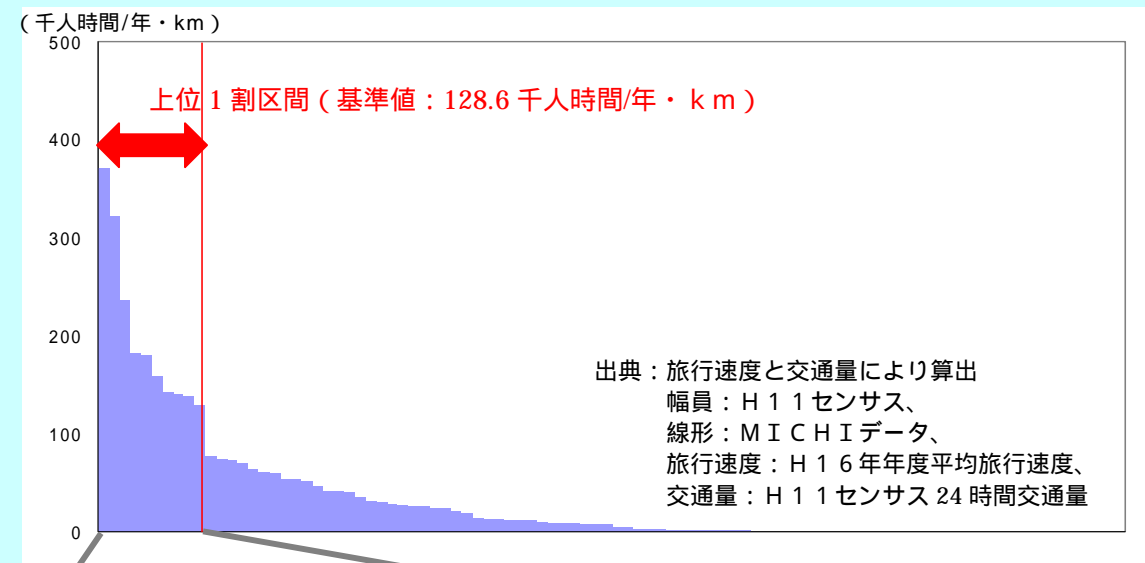 (千人時間/年・km)
500
上位1割区間(基準値:128.6千人時間/年・km)
400
300
200
出典:旅行速度と交通量により算出
幅員:H11センサス、
線形:MICHIデータ、
旅行速度:H16年年度平均旅行速度、
交通量:H11センサス24時間交通量
100
0